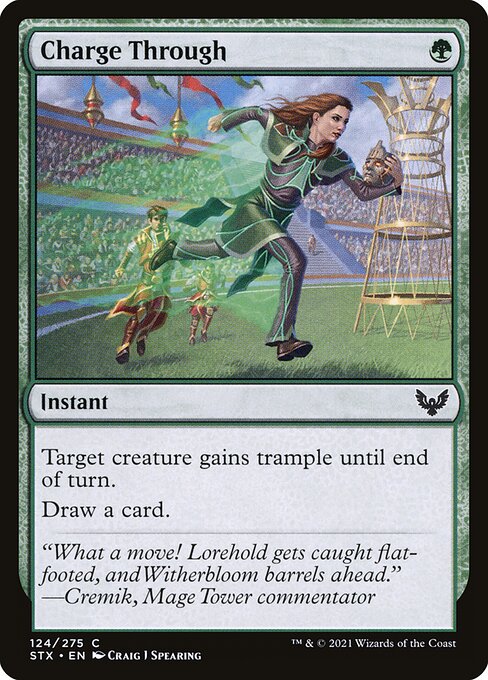 Charge Through
Instant
Target creature gains trample until end
of turn.
Draw a card.
“What a move! Lorehold gets caught flat-
footed, and Witherbloom barrels ahead.”
—Cremik, Mage Tower commentator
124/275 C
STX • EN Craig J Spearing
™ & © 2021 Wizards of the Coast